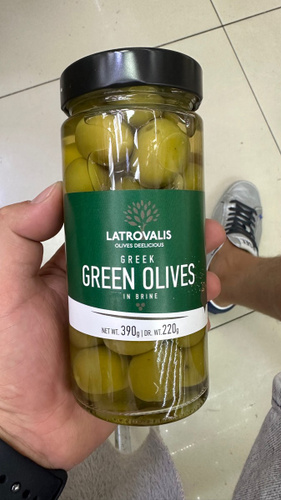 LATROVALIS
OLIVES DEELICIOUS
GREEK
GREEN OLIVES
IN BRINE
NET WT. 390g | DR. WT. 220g